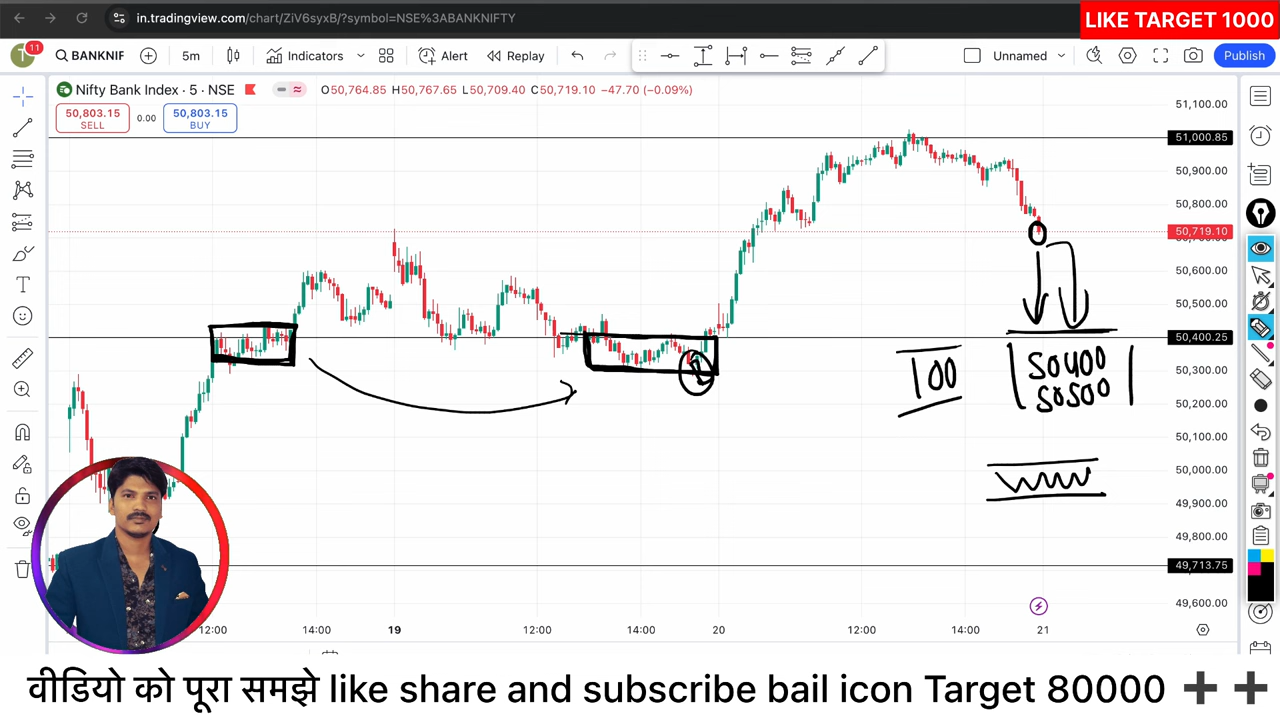 in.tradingview.com/chart/ZiV6syxB/?symbol=NSE%3ABANKNIFTY
LIKE TARGET 1000
T 11 BANKNIF 5m Indicators Alert Replay Unnamed Publish
Nifty Bank Index · 5 · NSE O50,764.85 H50,767.65 L50,709.40 C50,719.10 −47.70 (−0.09%)
50,803.15 0.00 50,803.15
SELL BUY
51,100.00
51,000.85
50,900.00
50,800.00
50,719.10
50,600.00
50,500.00
50,400.25
50,300.00
50,200.00
50,100.00
50,000.00
49,900.00
49,800.00
49,713.75
49,600.00
100
50400
50500
12:00 14:00 19 12:00 14:00 20 12:00 14:00 21
वीडियो को पूरा समझे like share and subscribe bail icon Target 80000 ➕ ➕